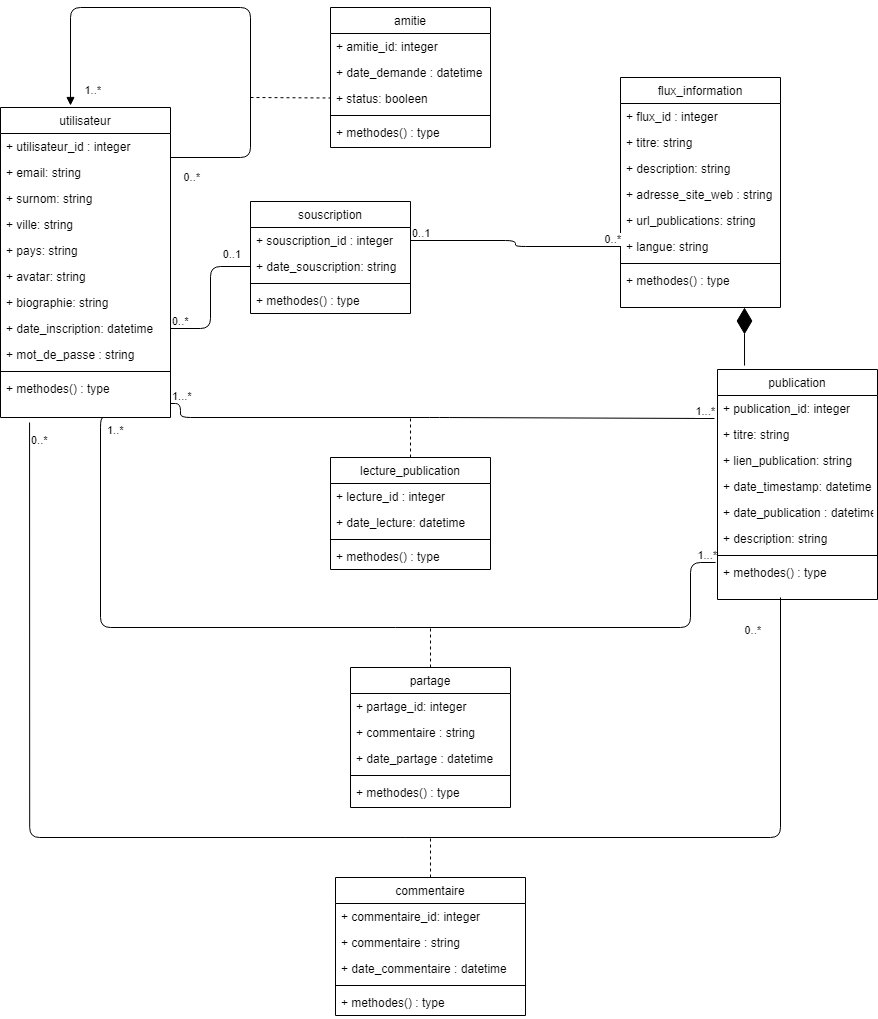 amitie
+ amitie_id: integer
+ date_demande : datetime
+ status: booleen
+ methodes() : type
1..*
0..*
utilisateur
+ utilisateur_id : integer
+ email: string
+ surnom: string
+ ville: string
+ pays: string
+ avatar: string
+ biographie: string
+ date_inscription: datetime
+ mot_de_passe : string
+ methodes() : type
flux_information
+ flux_id : integer
+ titre: string
+ description: string
+ adresse_site_web : string
+ url_publications: string
+ langue: string
+ methodes() : type
souscription
+ souscription_id : integer
+ date_souscription: string
+ methodes() : type
0..1
0..*
0..1
0..*
publication
+ publication_id: integer
+ titre: string
+ lien_publication: string
+ date_timestamp: datetime
+ date_publication : datetime
+ description: string
+ methodes() : type
1...*
1...*
0..*
1..*
lecture_publication
+ lecture_id : integer
+ date_lecture: datetime
+ methodes() : type
1...*
0..*
partage
+ partage_id: integer
+ commentaire : string
+ date_partage : datetime
+ methodes() : type
commentaire
+ commentaire_id: integer
+ commentaire : string
+ date_commentaire : datetime
+ methodes() : type